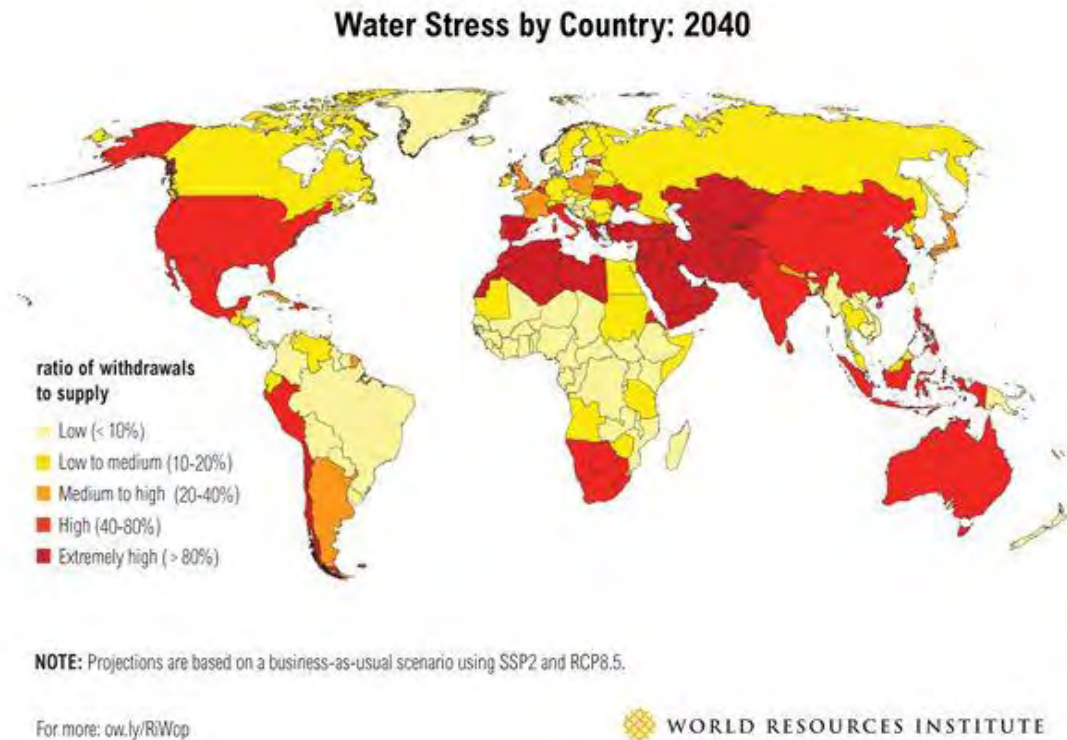 Water Stress by Country: 2040
ratio of withdrawals
to supply
Low (< 10%)
Low to medium (10-20%)
Medium to high (20-40%)
High (40-80%)
Extremely high ( > 80%)
NOTE: Projections are based on a business-as-usual scenario using SSP2 and RCP8.5.
For more: ow.ly/RiWop
WORLD RESOURCES INSTITUTE